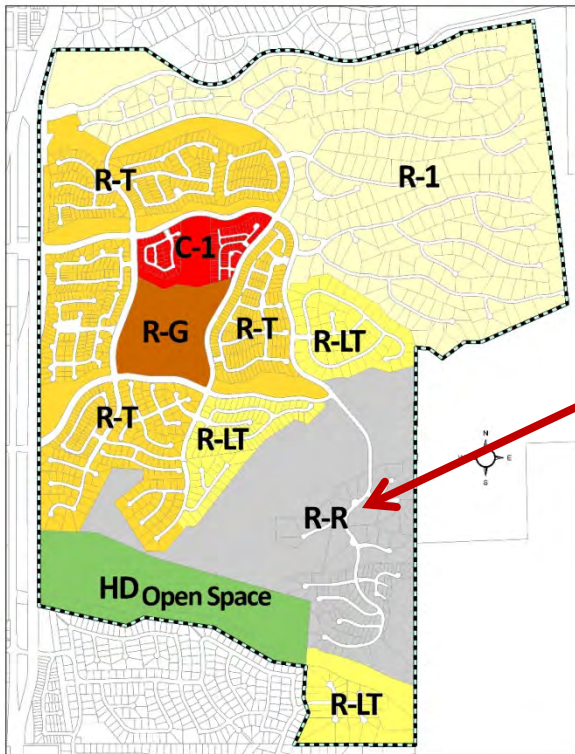 R-T
R-1
C-1
R-G
R-T
R-LT
R-T
R-LT
N
E
S
R-R
HD Open Space
R-LT